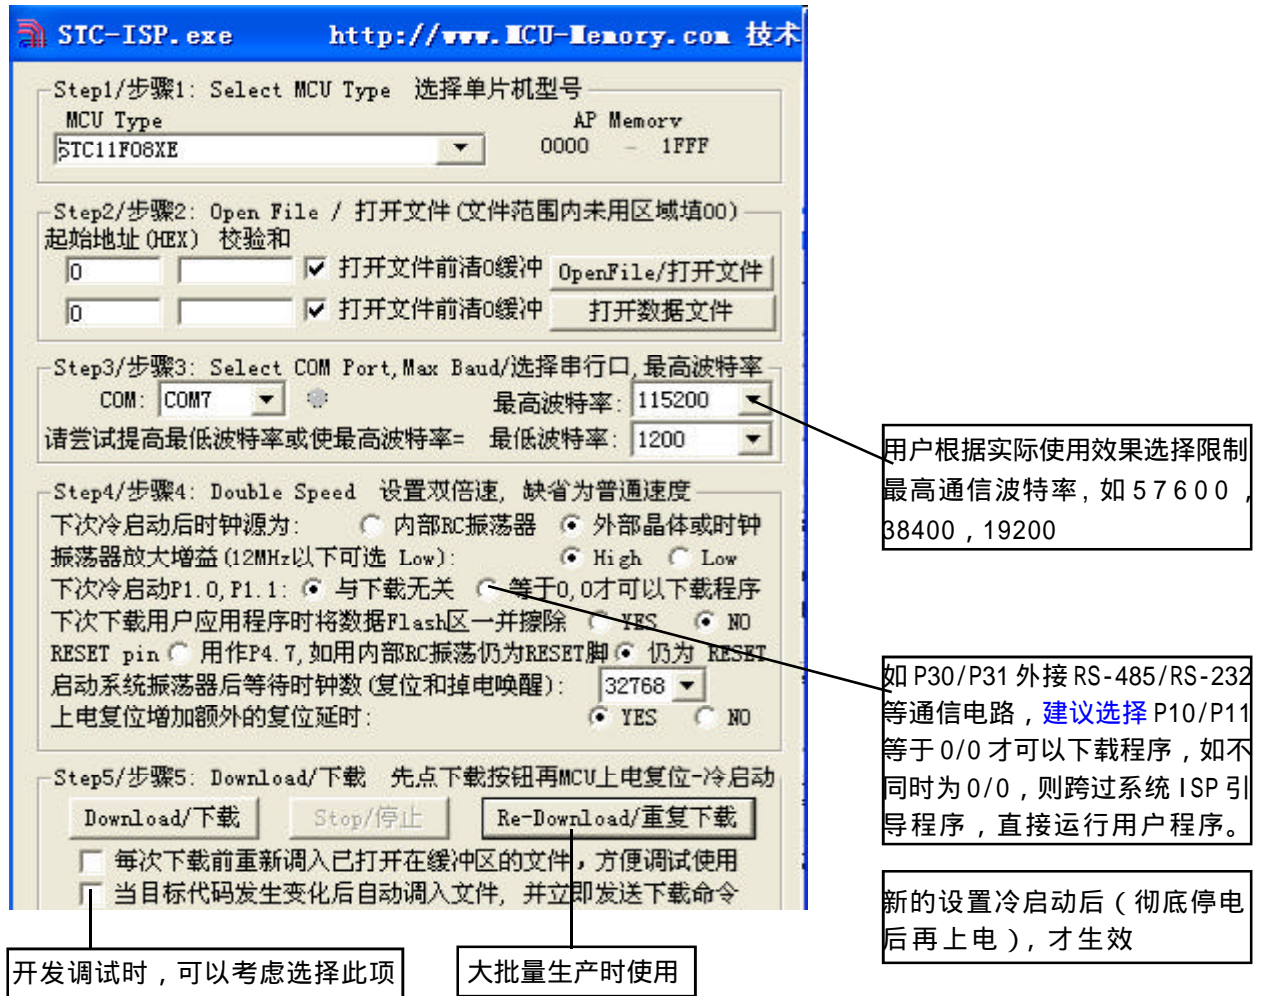 STC-ISP.exe http://www.MCU-Memory.com 技术
Step1/步骤1: Select MCU Type 选择单片机型号
MCU Type AP Memory
STC11F08XE 0000 - 1FFF
Step2/步骤2: Open File / 打开文件(文件范围内未用区域填00)
起始地址(HEX) 校验和
0 打开文件前清0缓冲 OpenFile/打开文件
0 打开文件前清0缓冲 打开数据文件
Step3/步骤3: Select COM Port,Max Baud/选择串行口,最高波特率
COM: COM7 最高波特率: 115200
请尝试提高最低波特率或使最高波特率= 最低波特率: 1200
用户根据实际使用效果选择限制
最高通信波特率,如57600,
38400,19200
Step4/步骤4: Double Speed 设置双倍速, 缺省为普通速度
下次冷启动后时钟源为: 内部RC振荡器 外部晶体或时钟
振荡器放大增益(12MHz以下可选 Low): High Low
下次冷启动P1.0,P1.1: 与下载无关 等于0,0才可以下载程序
下次下载用户应用程序时将数据Flash区一并擦除 YES NO
RESET pin 用作P4.7,如用内部RC振荡仍为RESET脚 仍为 RESET
启动系统振荡器后等待时钟数(复位和掉电唤醒): 32768
上电复位增加额外的复位延时: YES NO
如P30/P31外接RS-485/RS-232
等通信电路,建议选择P10/P11
等于0/0才可以下载程序,如不
同时为0/0,则跨过系统ISP引
导程序,直接运行用户程序。
Step5/步骤5: Download/下载 先点下载按钮再MCU上电复位-冷启动
Download/下载 Stop/停止 Re-Download/重复下载
每次下载前重新调入已打开在缓冲区的文件,方便调试使用
当目标代码发生变化后自动调入文件, 并立即发送下载命令
新的设置冷启动后(彻底停电
后再上电),才生效
开发调试时,可以考虑选择此项
大批量生产时使用